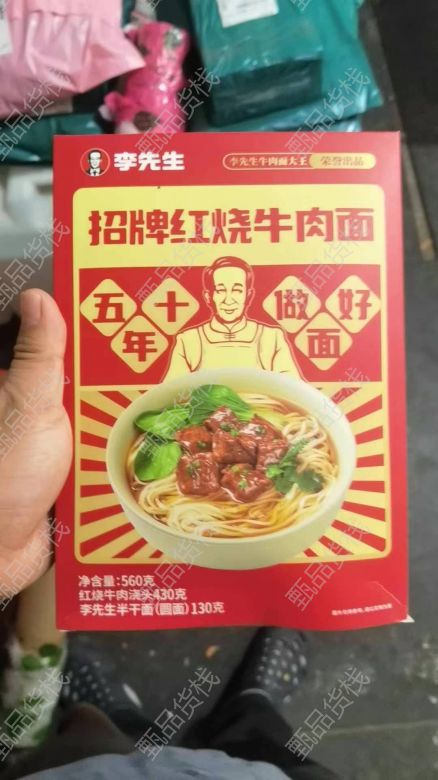 李先生
李先生牛肉面大王 荣誉出品
招牌红烧牛肉面
五十年 做好面
净含量:560克
红烧牛肉浇头430克
李先生半干面(圆面)130克
甄品货栈